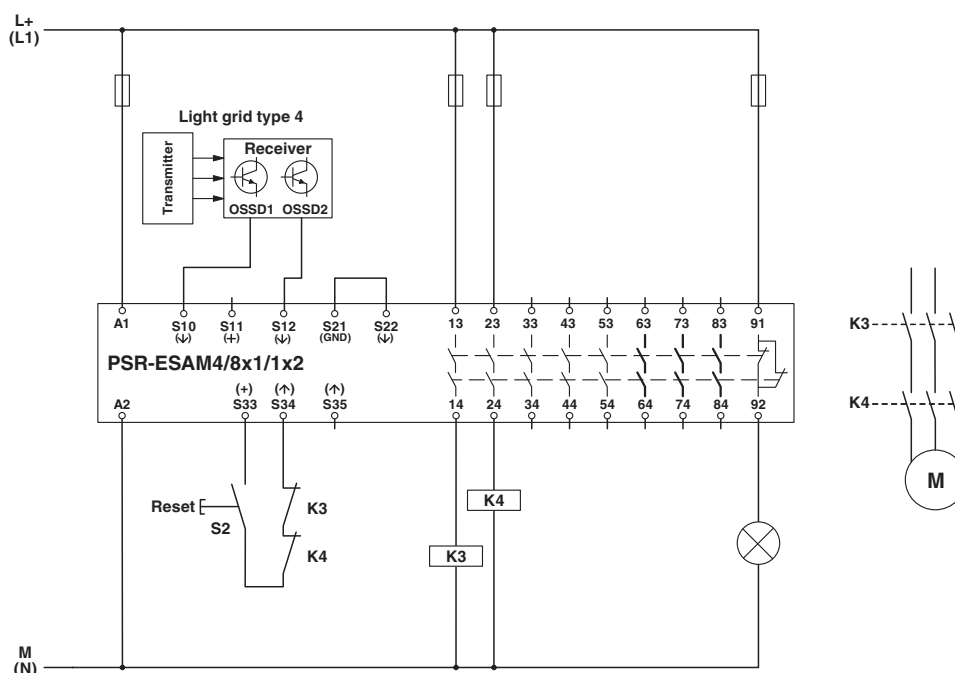 L+
(L1)
Light grid type 4
Transmitter
Receiver
OSSD1 OSSD2
A1 S10 S11 S12 S21 S22 13 23 33 43 53 63 73 83 91
(↓) (+) (↓) (GND) (↓)
PSR-ESAM4/8x1/1x2
(+) (↑) (↑)
A2 S33 S34 S35 14 24 34 44 54 64 74 84 92
K3
K4
M
Reset
S2
K3
K4
K4
K3
M
(N)